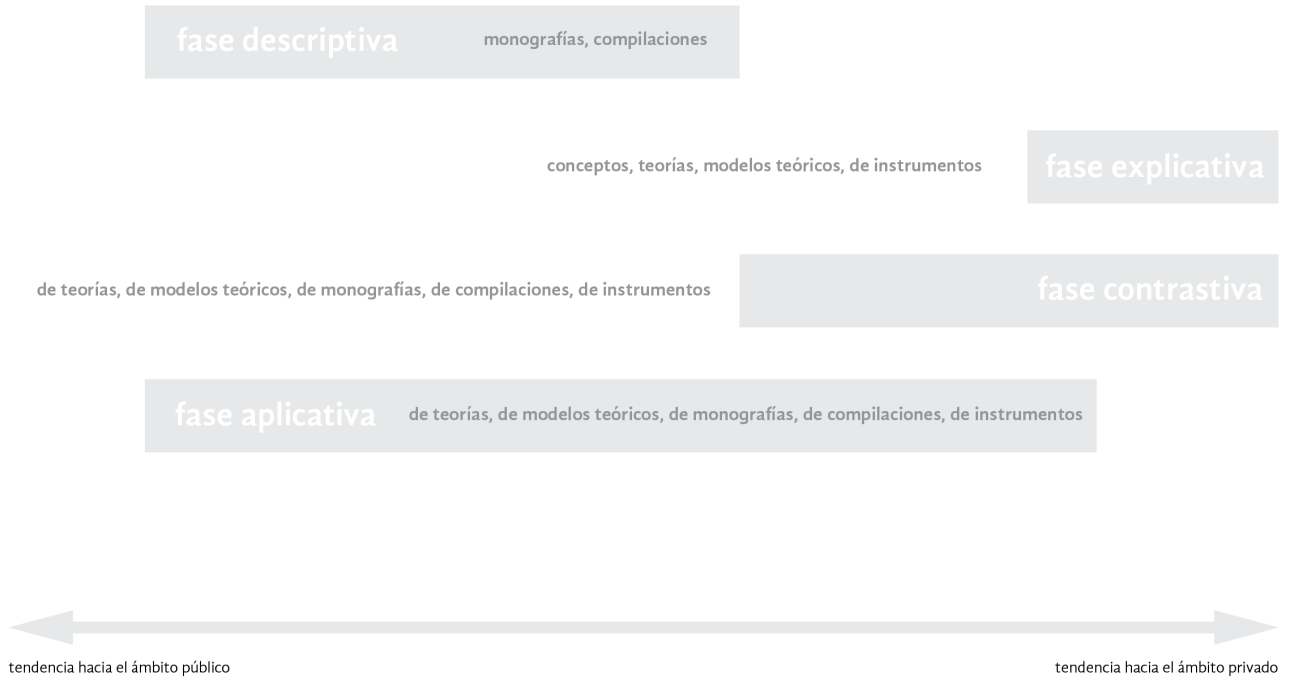 fase descriptiva monografías, compilaciones
conceptos, teorías, modelos teóricos, de instrumentos fase explicativa
de teorías, de modelos teóricos, de monografías, de compilaciones, de instrumentos fase contrastiva
fase aplicativa de teorías, de modelos teóricos, de monografías, de compilaciones, de instrumentos
tendencia hacia el ámbito público tendencia hacia el ámbito privado